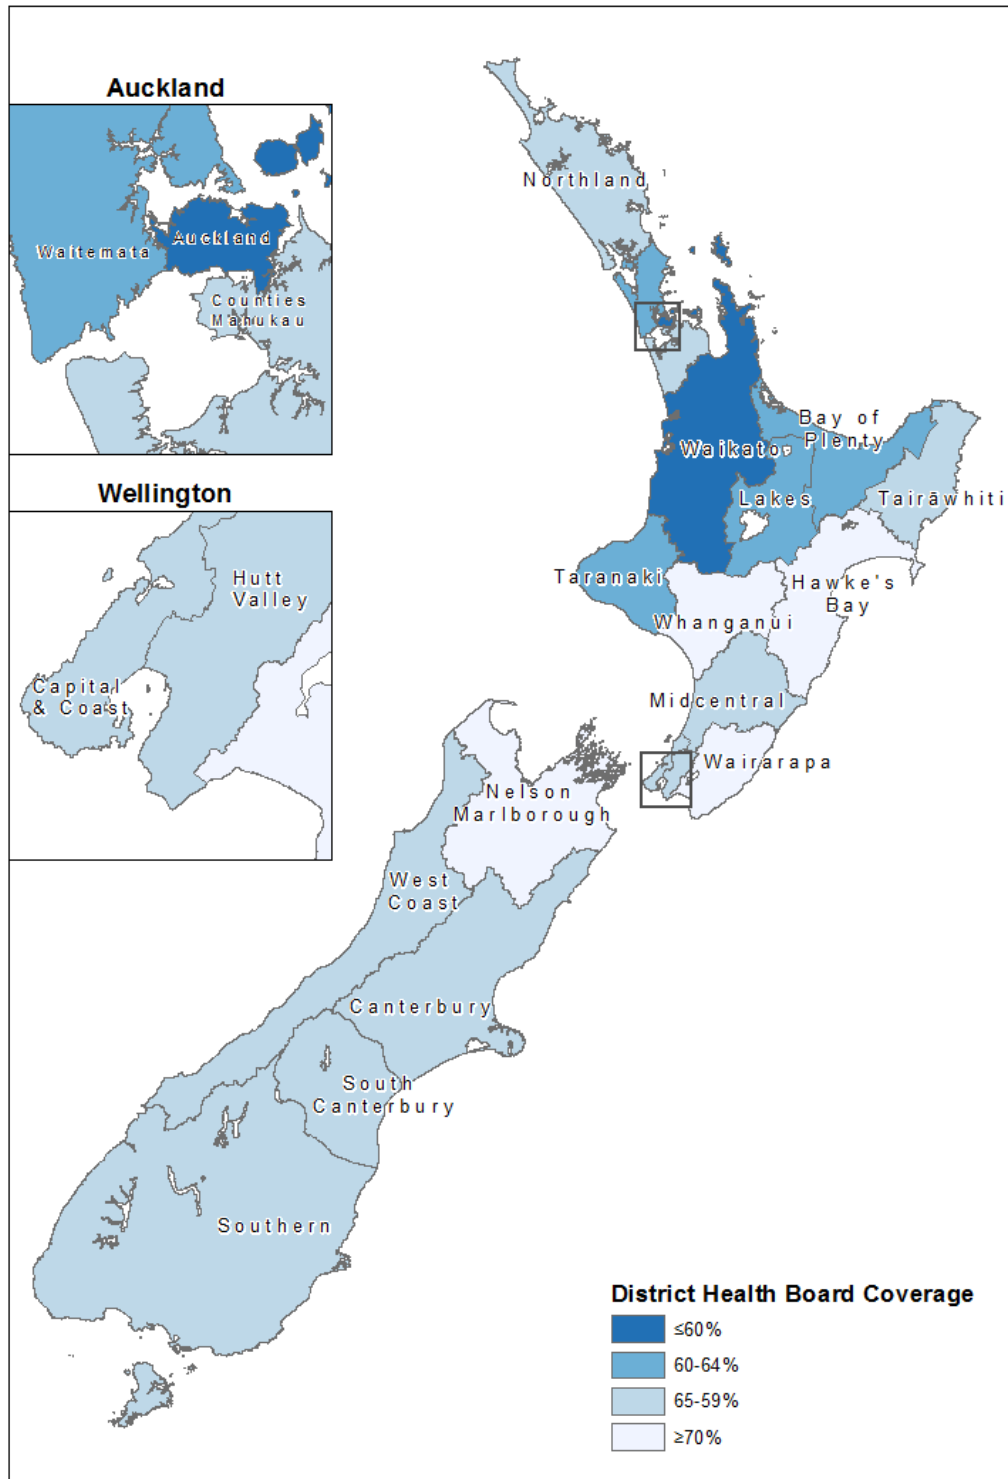 Auckland
Waitemata
Auckland
Counties
Manukau
Wellington
Hutt
Valley
Capital
& Coast
Northland
Waikato
Bay of
Plenty
Lakes
Tairāwhiti
Taranaki
Hawke's
Bay
Whanganui
Midcentral
Wairarapa
Nelson
Marlborough
West
Coast
Canterbury
South
Canterbury
Southern
District Health Board Coverage
≤60%
60-64%
65-59%
≥70%